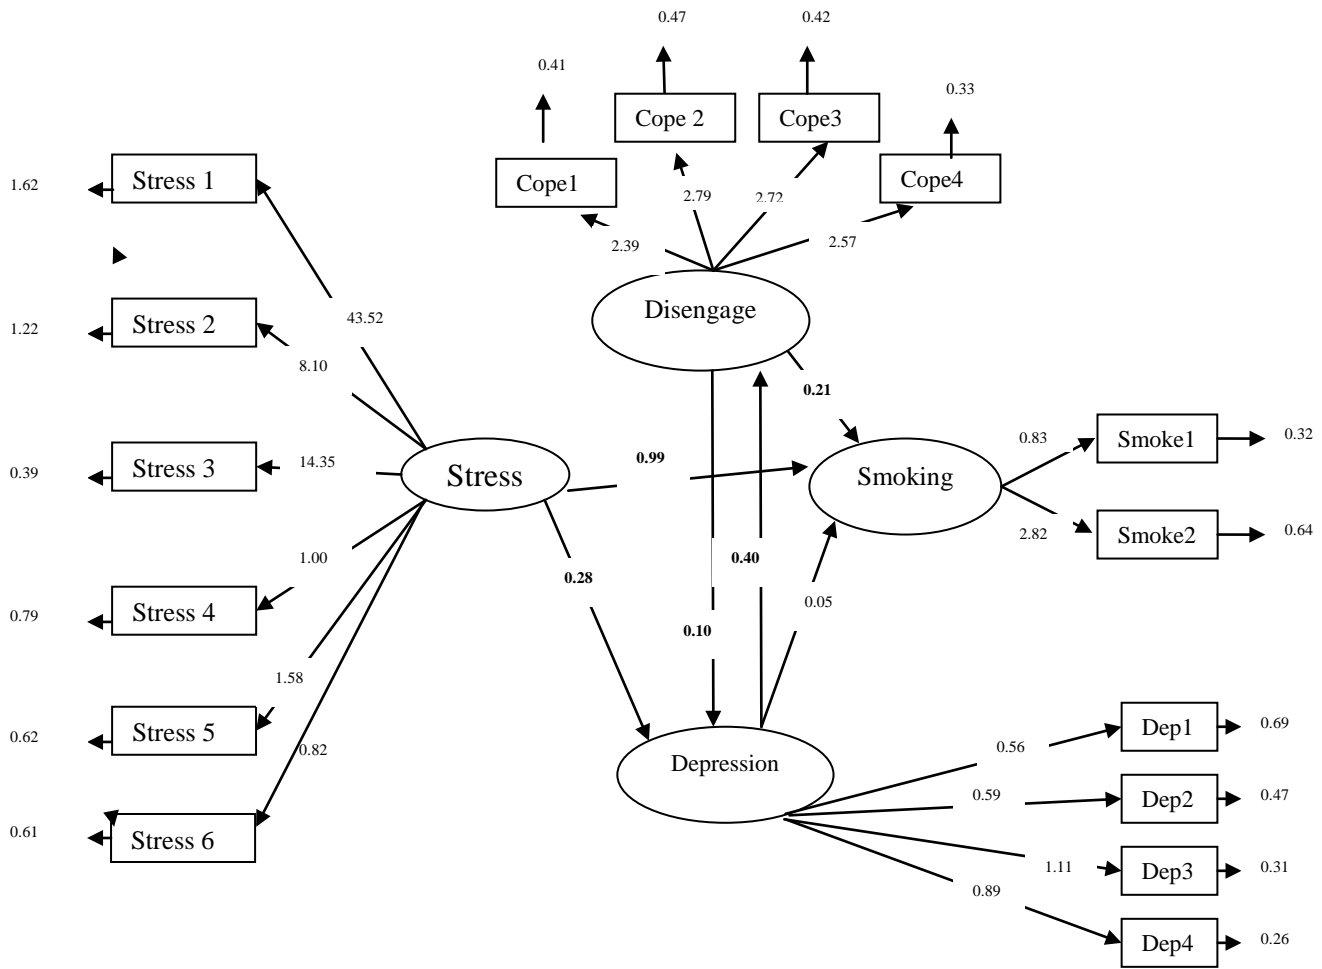 0.47
0.42
0.41
0.33
Cope 2
Cope3
Cope1
Cope4
1.62
Stress 1
2.79
2.72
2.39
2.57
Disengage
43.52
1.22
Stress 2
8.10
0.21
0.83
Smoke1
0.32
0.99
14.35
0.39
Stress 3
Stress
Smoking
2.82
Smoke2
0.64
1.00
0.40
0.28
0.05
0.79
Stress 4
0.10
1.58
0.62
Stress 5
0.82
Depression
0.56
Dep1
0.69
0.59
Dep2
0.47
0.61
Stress 6
1.11
Dep3
0.31
0.89
Dep4
0.26